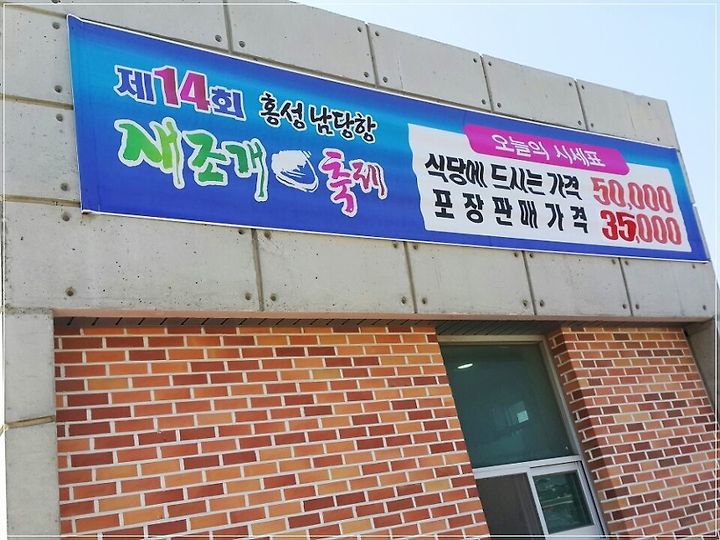 제14회 홍성남당항
새조개 축제
오늘의 시세표
식당에 드시는 가격 50,000
포장판매가격 35,000